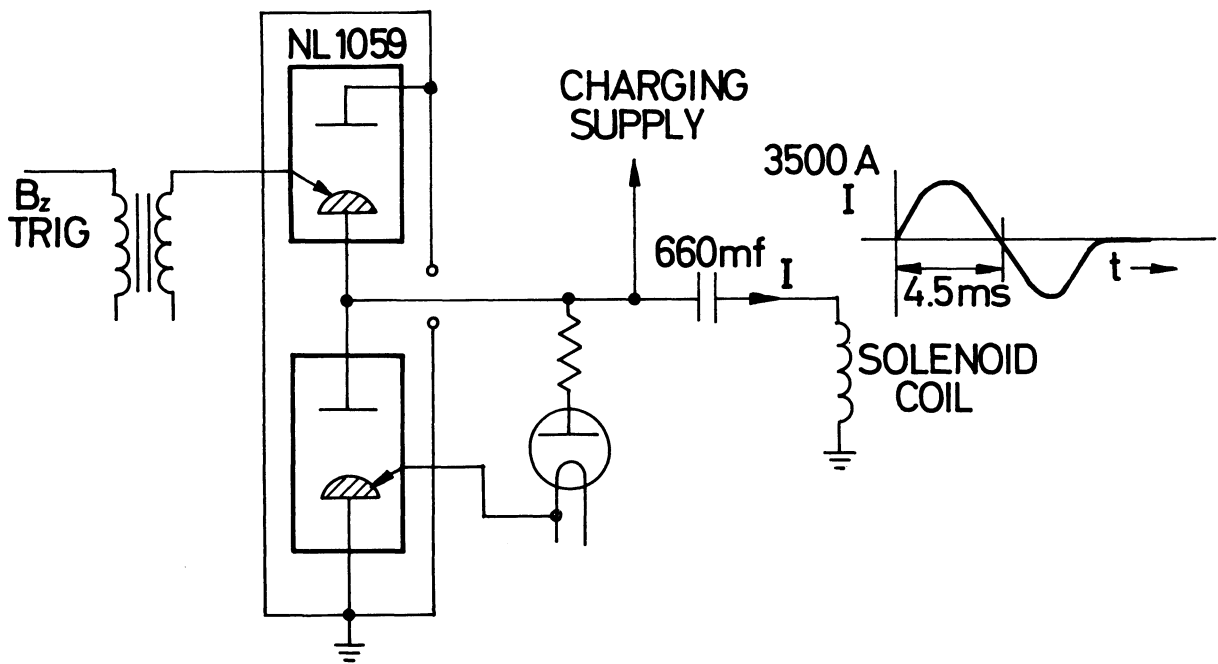 NL1059
CHARGING
SUPPLY
3500 A
I
Bz
TRIG
660mf
I
4.5ms
t
SOLENOID
COIL